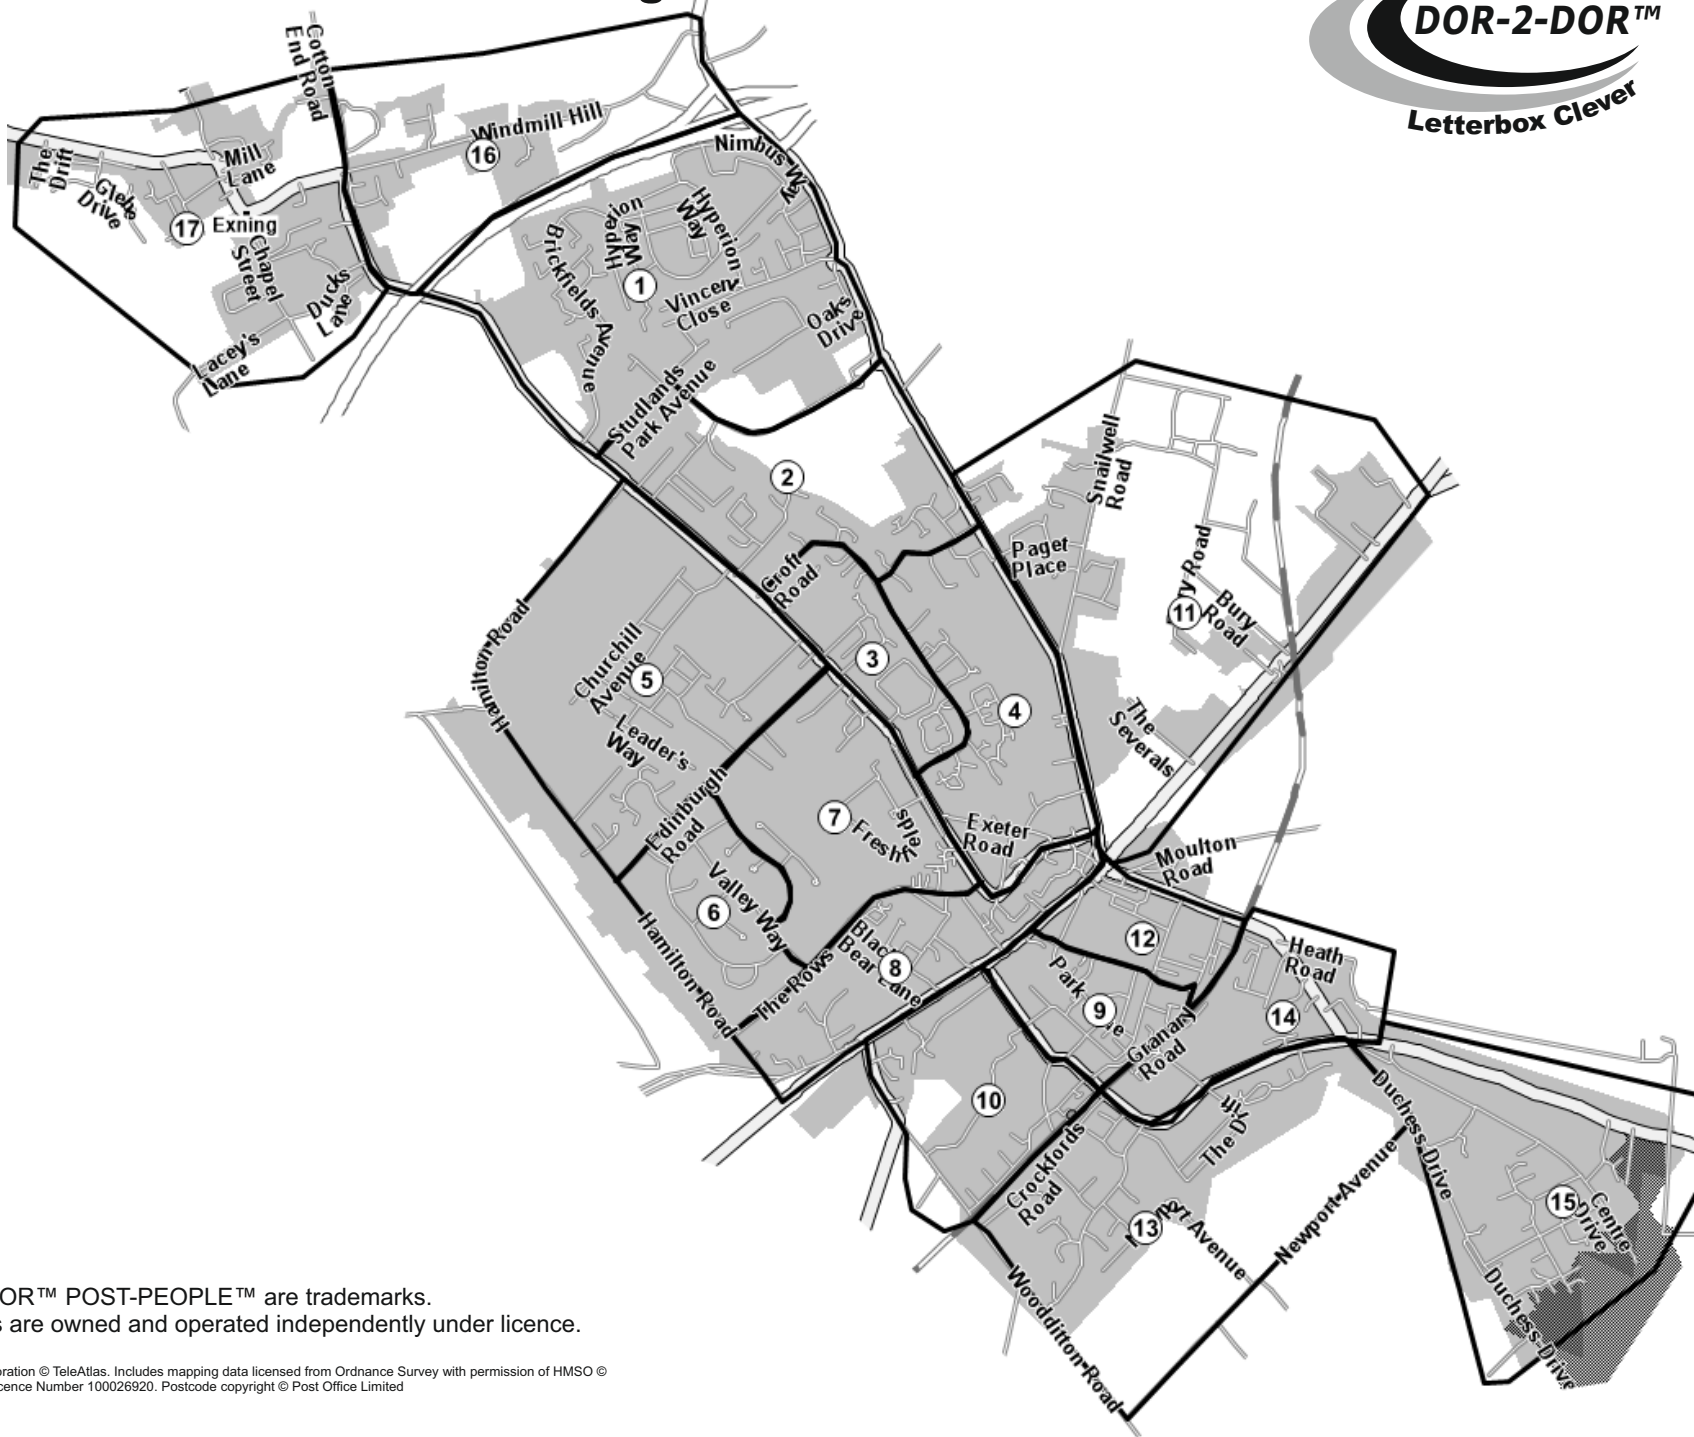 DOR-2-DOR™
Letterbox Clever
Cotton
End Road
Windmill Hill
16
Nimbus Way
The
Drift
Mill
Lane
Glebe
Drive
17
Exning
Chapel
Street
Ducks
Lane
Lacey's
Lane
Hyperion
Way
Hyperion
Way
Brickfields Avenue
1
Vincent
Close
Oaks
Drive
Studlands
Park Avenue
2
Snailwell
Road
Paget
Place
Croft
Road
Road
11
Bury
Road
Hamilton Road
Churchill
Avenue
5
3
4
The
Severals
Leader's
Way
Edinburgh
Road
7
Freshfields
Exeter
Road
Moulton
Road
Valley Way
6
Hamilton Road
The Rows
Black
Bear Lane
8
12
Heath
Road
Park
9
14
Granary
Road
10
Duchess Drive
The Drift
Crockfords
Road
13
Avenue
Newport Avenue
15
Centre
Drive
Woodditton Road
Duchess Drive
OR™ POST-PEOPLE™ are trademarks.
s are owned and operated independently under licence.
oration © TeleAtlas. Includes mapping data licensed from Ordnance Survey with permission of HMSO ©
cence Number 100026920. Postcode copyright © Post Office Limited